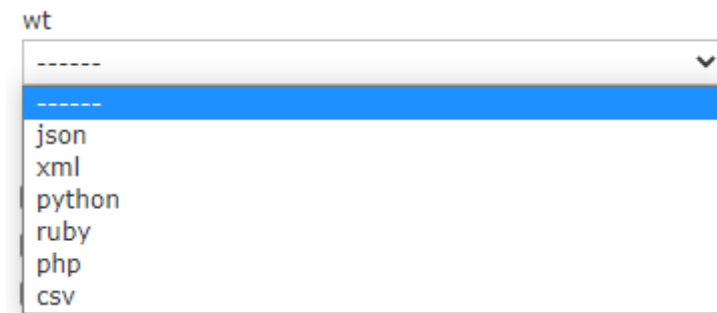 wt
------
------
json
xml
python
ruby
php
csv